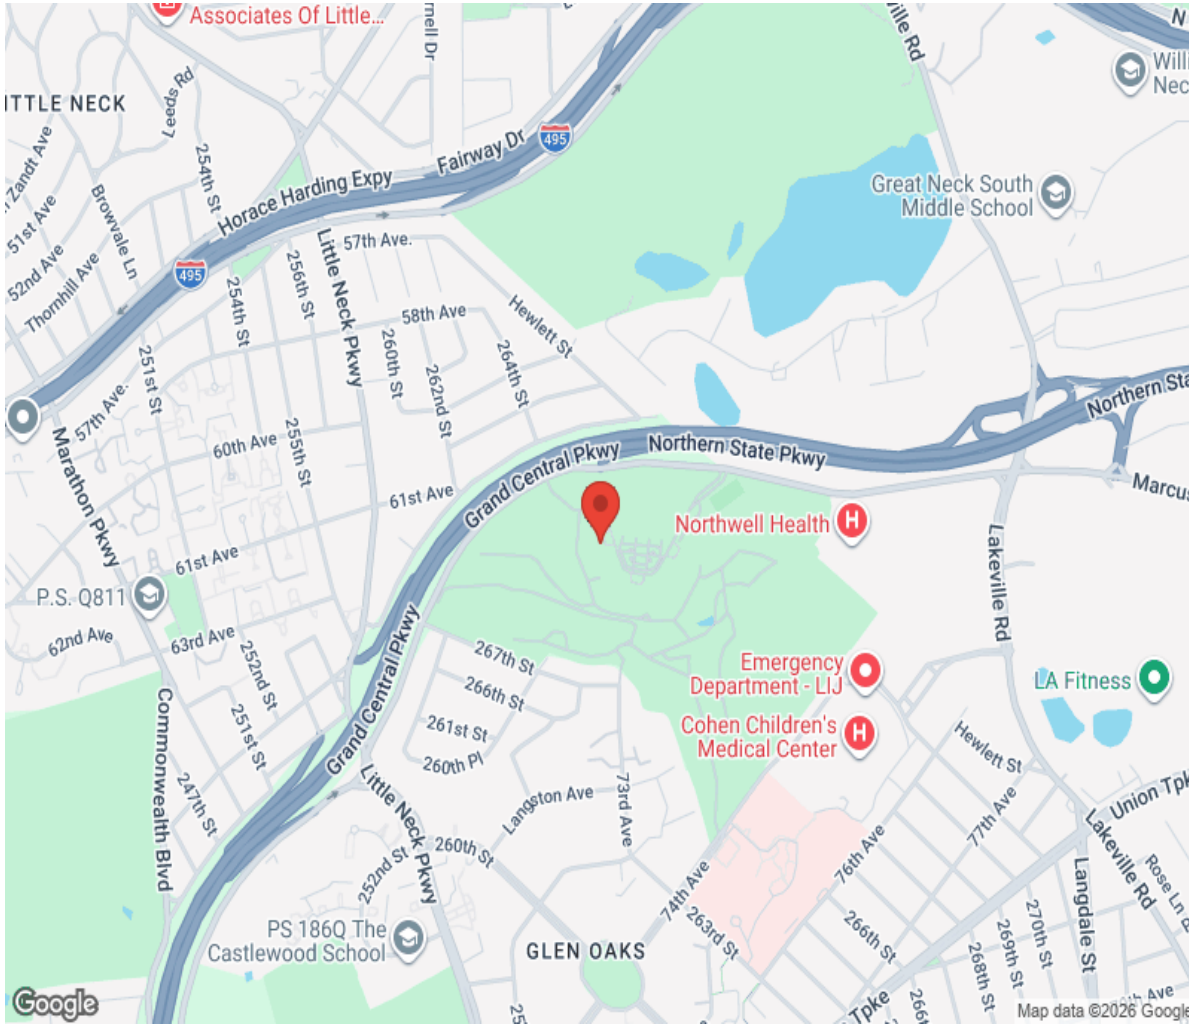 Associates Of Little...
LITTLE NECK
Leeds Rd
254th St
Browvale Ln
51st Ave
52nd Ave
Thornhill Ave
495
Horace Harding Expy
Fairway Dr
495
Lakeville Rd
Great Neck South
Middle School
57th Ave.
Little Neck Pkwy
256th St
254th St
251st St
57th Ave.
58th Ave
Hewlett St
260th St
262nd St
264th St
255th St
60th Ave
61st Ave
61st Ave
Marathon Pkwy
P.S. Q811
62nd Ave
63rd Ave
252nd St
251st St
247th St
Commonwealth Blvd
Grand Central Pkwy
Northern State Pkwy
Northern Sta
Marcus
Northwell Health
H
Lakeville Rd
Grand Central Pkwy
267th St
266th St
261st St
260th Pl
Langston Ave
73rd Ave
Emergency
Department - LIJ
Cohen Children's
Medical Center
H
LA Fitness
Hewlett St
77th Ave
Union Tpk
Lakeville Rd
Langdale St
Rose Ln
Little Neck Pkwy
260th St
252nd St
76th Ave
74th Ave
263rd St
266th St
268th St
269th St
270th St
PS 186Q The
Castlewood School
GLEN OAKS
Tpke
Google
Map data ©2026 Google